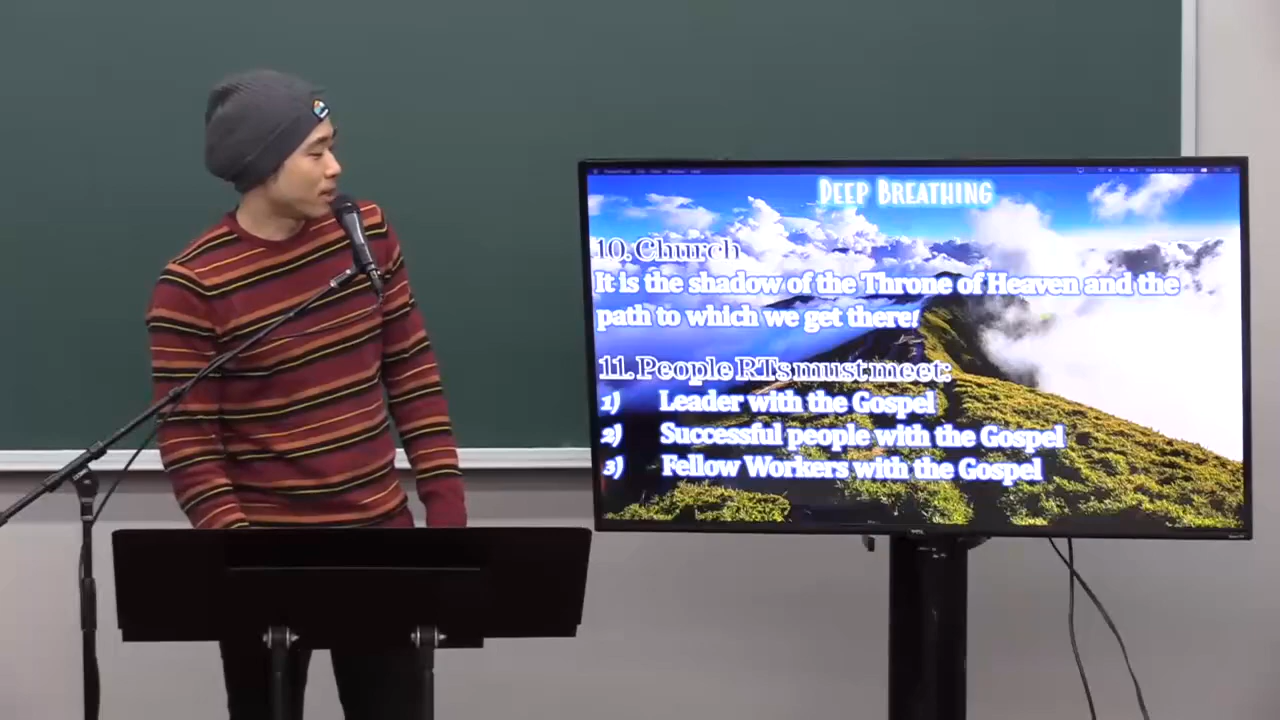 Deep Breathing
10. Church
It is the shadow of the Throne of Heaven and the
path to which we get there!
11. People RTs must meet:
1) Leader with the Gospel
2) Successful people with the Gospel
3) Fellow Workers with the Gospel